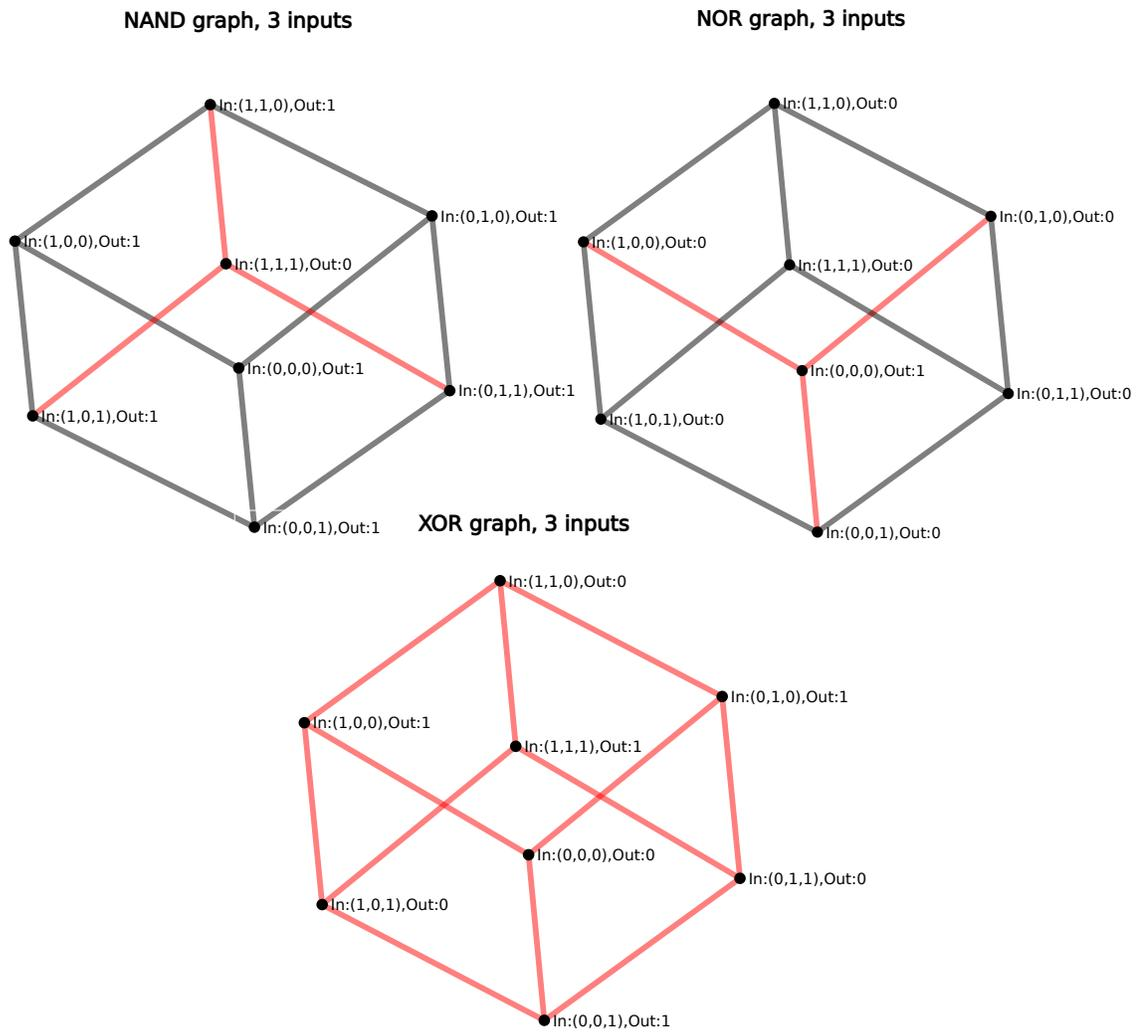 NAND graph, 3 inputs
In:(1,1,0),Out:1
In:(0,1,0),Out:1
In:(1,0,0),Out:1
In:(1,1,1),Out:0
In:(0,0,0),Out:1
In:(0,1,1),Out:1
In:(1,0,1),Out:1
In:(0,0,1),Out:1
NOR graph, 3 inputs
In:(1,1,0),Out:0
In:(0,1,0),Out:0
In:(1,0,0),Out:0
In:(1,1,1),Out:0
In:(0,0,0),Out:1
In:(0,1,1),Out:0
In:(1,0,1),Out:0
In:(0,0,1),Out:0
XOR graph, 3 inputs
In:(1,1,0),Out:0
In:(0,1,0),Out:1
In:(1,0,0),Out:1
In:(1,1,1),Out:1
In:(0,0,0),Out:0
In:(0,1,1),Out:0
In:(1,0,1),Out:0
In:(0,0,1),Out:1